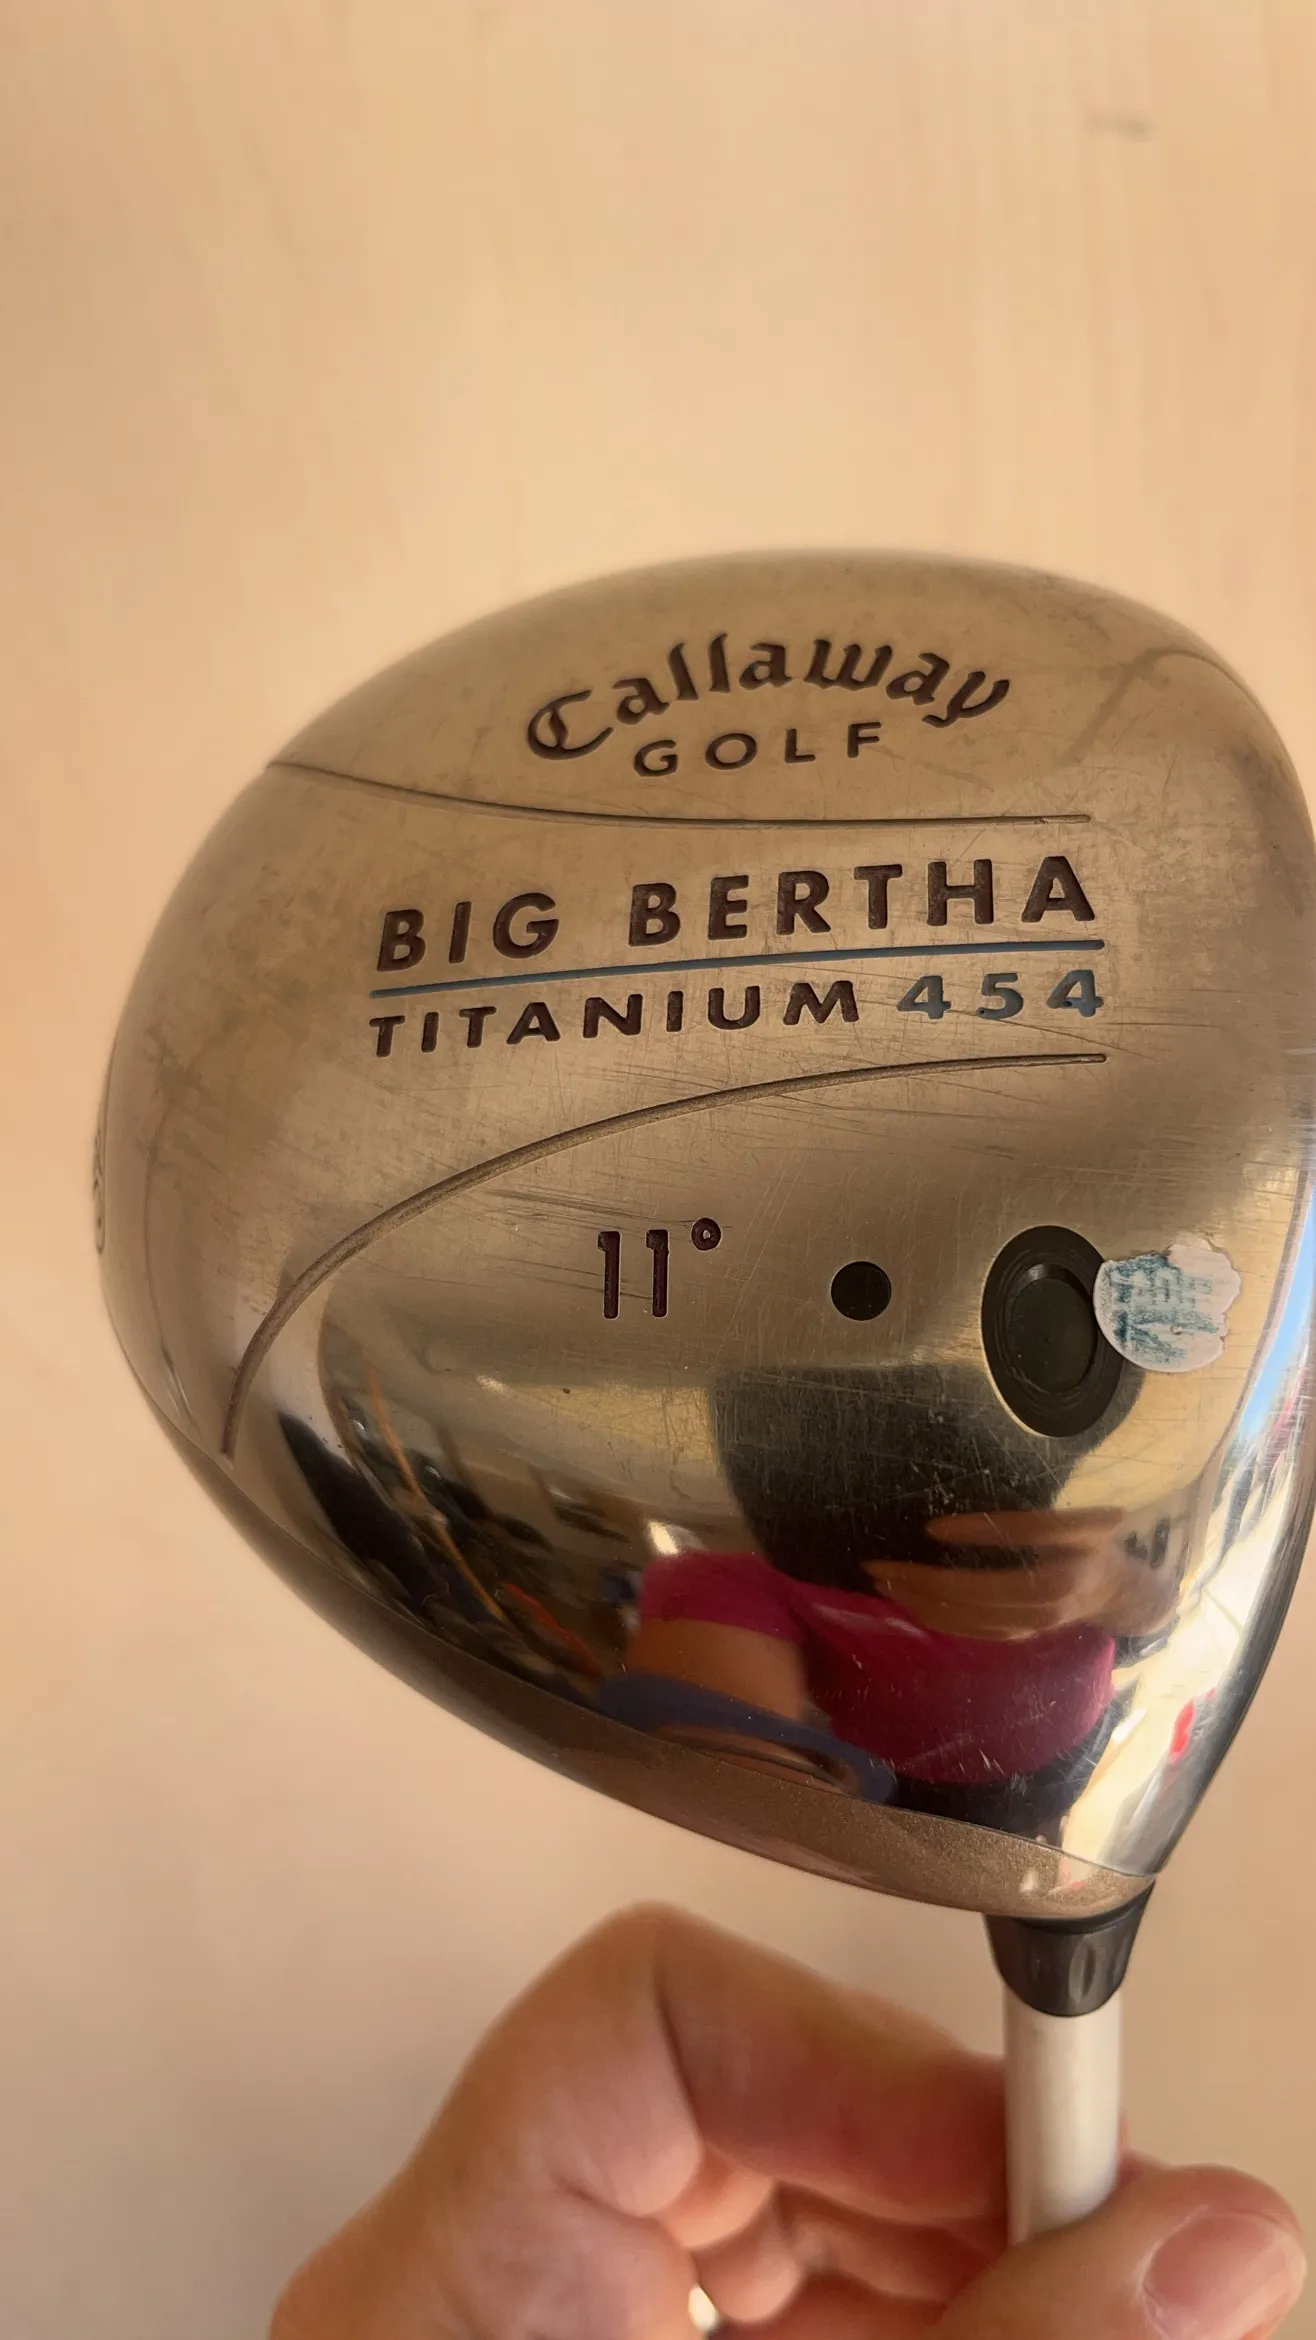 Callaway
GOLF
BIG BERTHA
TITANIUM 454
11°